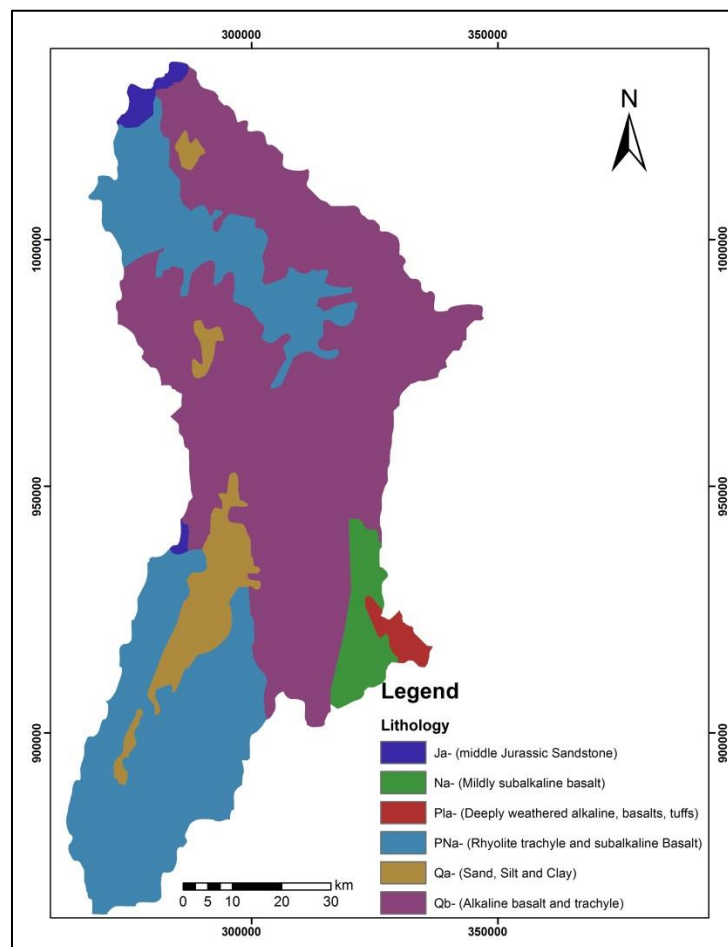 300000 350000
N
1000000 1000000
950000 950000
900000 900000
Legend
Lithology
Ja- (middle Jurassic Sandstone)
Na- (Mildly subalkaline basalt)
Pla- (Deeply weathered alkaline, basalts, tuffs)
PNa- (Rhyolite trachyle and subalkaline Basalt)
Qa- (Sand, Silt and Clay)
Qb- (Alkaline basalt and trachyle)
km
0 5 10 20 30
300000 350000